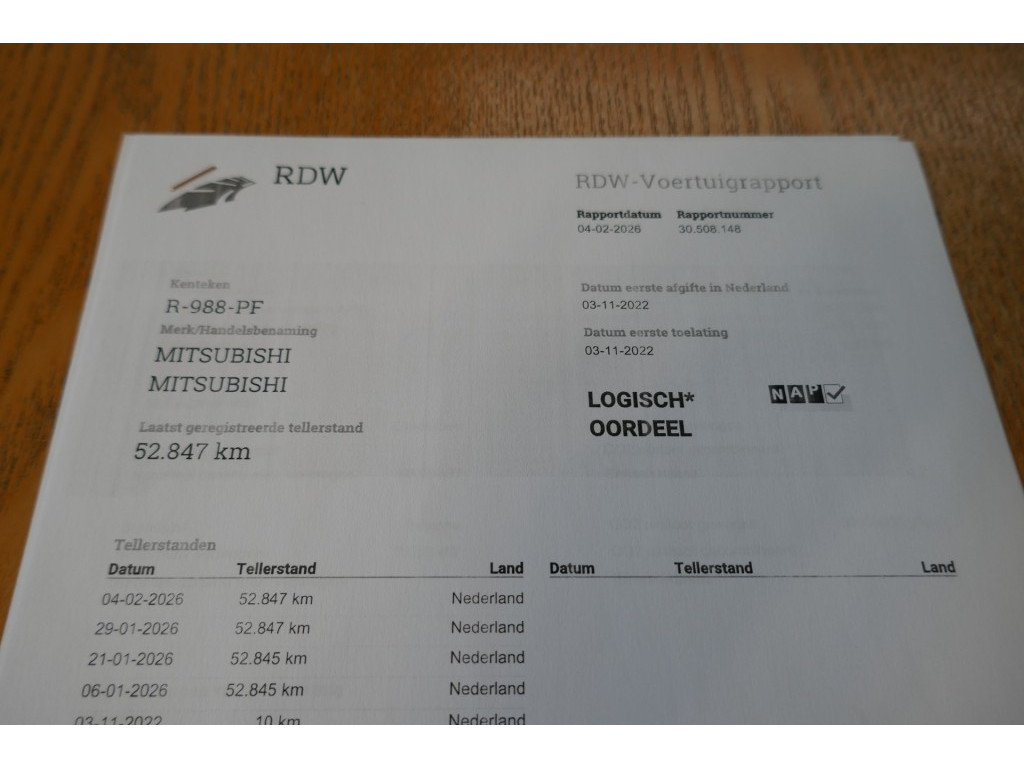 RDW
RDW-Voertuigrapport
Rapportdatum Rapportnummer
04-02-2026 30.508.148
Kenteken
R-988-PF
Merk/Handelsbenaming
MITSUBISHI
MITSUBISHI
Laatst geregistreerde tellerstand
52.847 km
Datum eerste afgifte in Nederland
03-11-2022
Datum eerste toelating
03-11-2022
LOGISCH*
OORDEEL
NAP
Tellerstanden
Datum Tellerstand Land Datum Tellerstand Land
04-02-2026 52.847 km Nederland
29-01-2026 52.847 km Nederland
21-01-2026 52.845 km Nederland
06-01-2026 52.845 km Nederland
03-11-2022 10 km Nederland